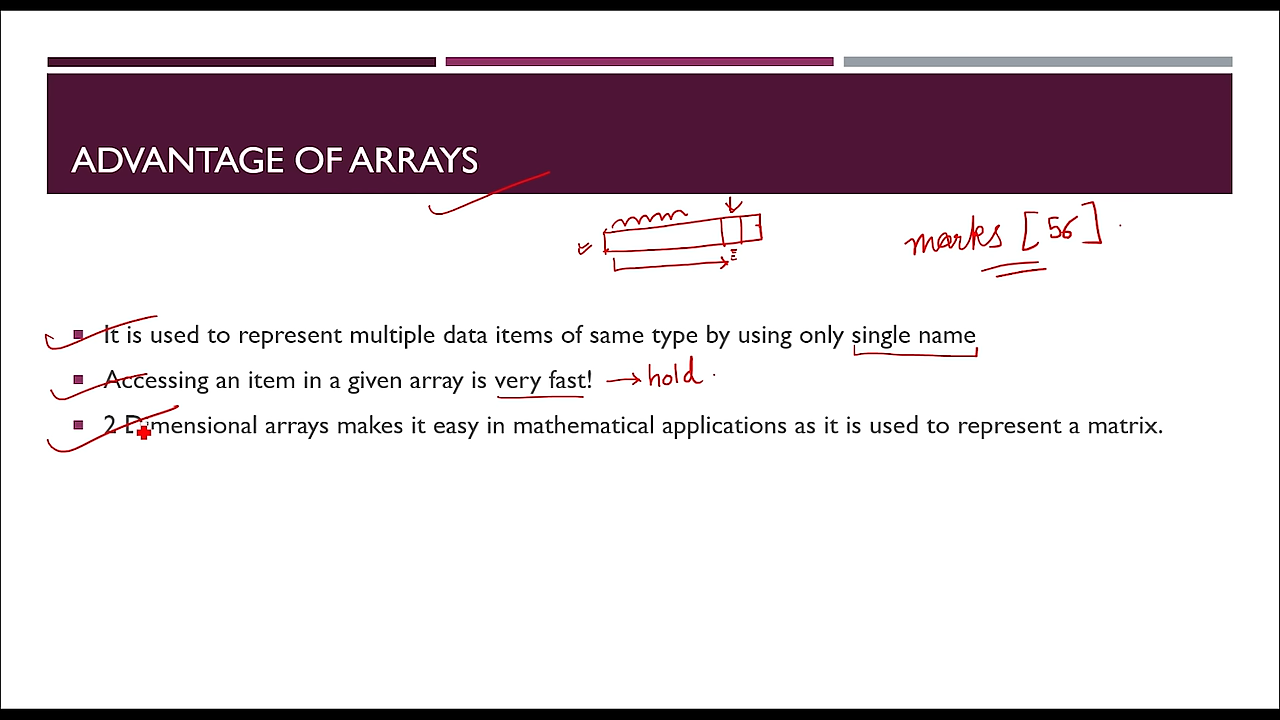 ADVANTAGE OF ARRAYS
marks [56]
It is used to represent multiple data items of same type by using only single name
Accessing an item in a given array is very fast! → hold
2 Dimensional arrays makes it easy in mathematical applications as it is used to represent a matrix.